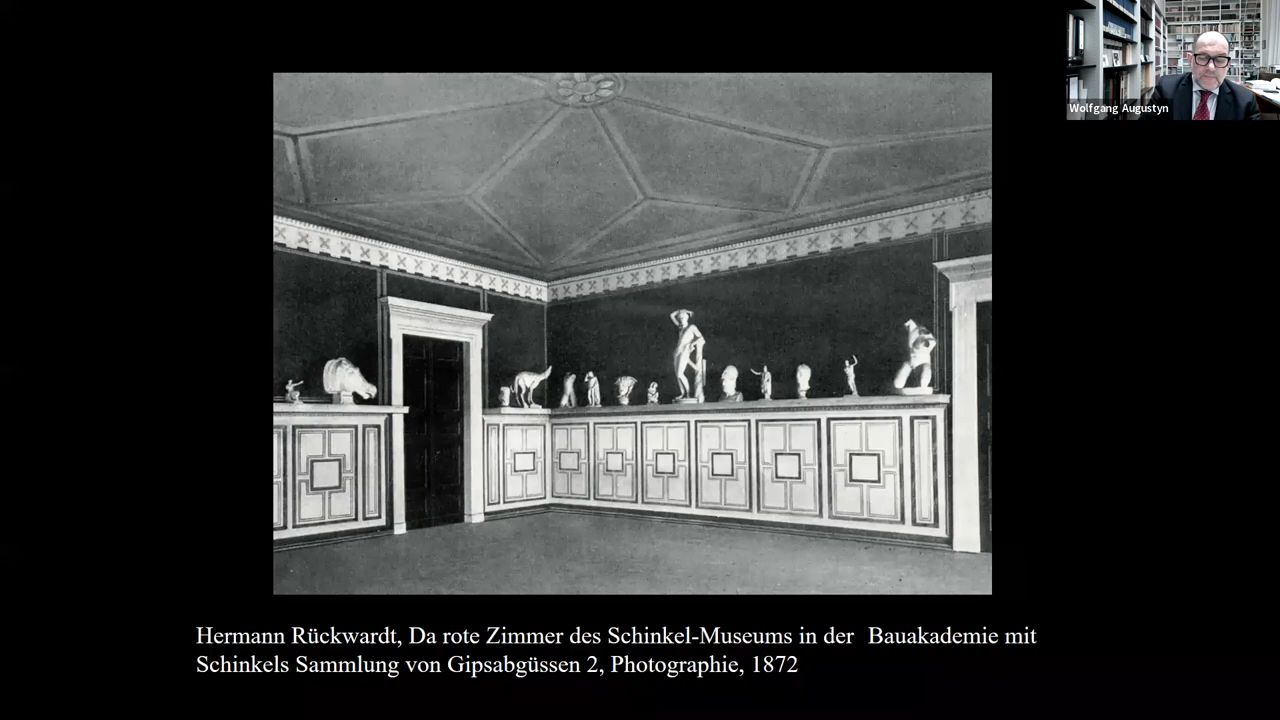 Wolfgang Augustyn
Hermann Rückwardt, Da rote Zimmer des Schinkel-Museums in der Bauakademie mit
Schinkels Sammlung von Gipsabgüssen 2, Photographie, 1872